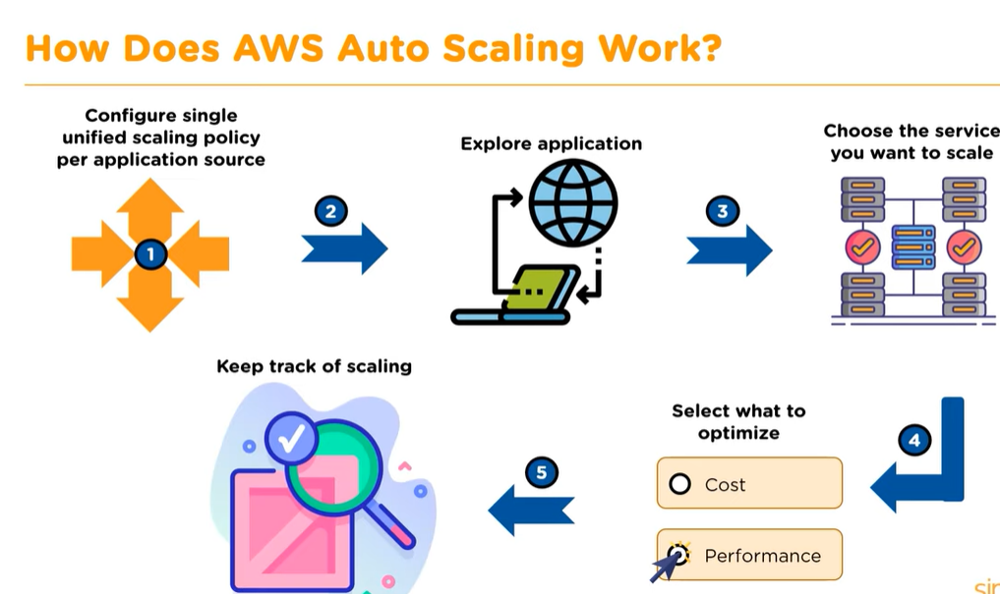 How Does AWS Auto Scaling Work?
Configure single
unified scaling policy
per application source
1
2
Explore application
3
Choose the service
you want to scale
4
Select what to
optimize
Cost
Performance
5
Keep track of scaling